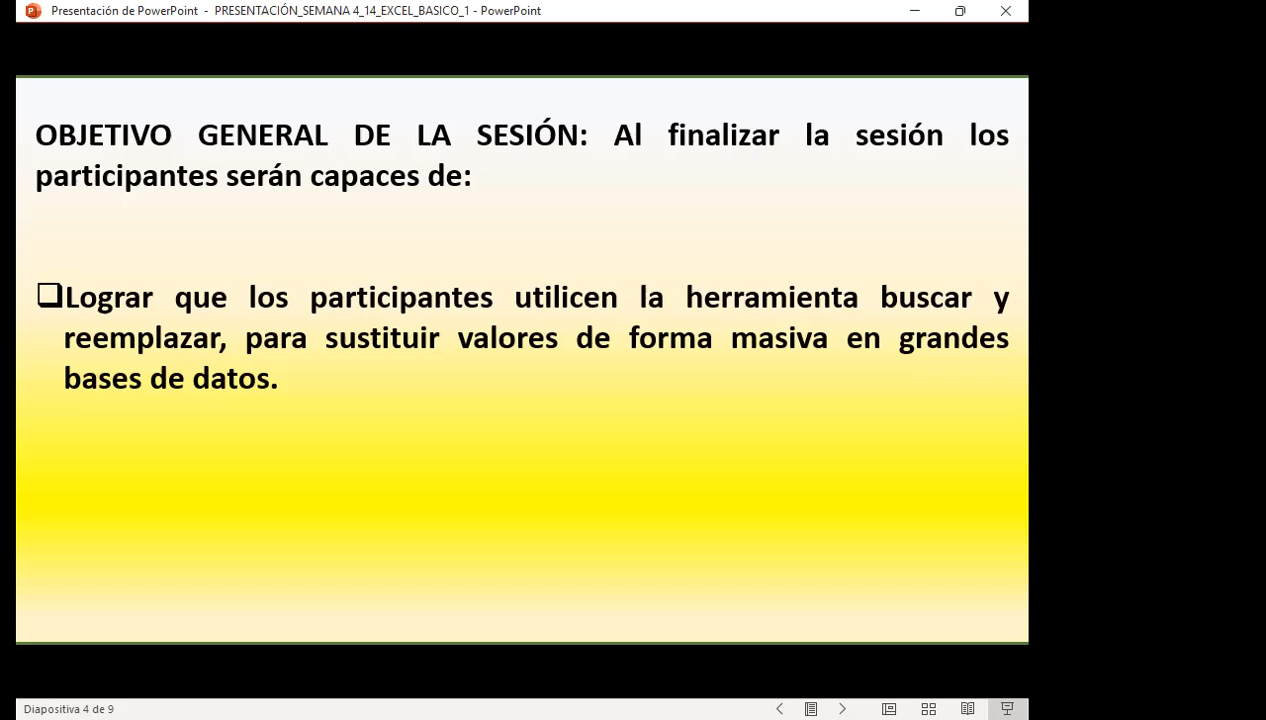 Presentación de PowerPoint - PRESENTACIÓN_SEMANA 4_14_EXCEL_BASICO_1 - PowerPoint
OBJETIVO GENERAL DE LA SESIÓN: Al finalizar la sesión los
participantes serán capaces de:
❑Lograr que los participantes utilicen la herramienta buscar y
reemplazar, para sustituir valores de forma masiva en grandes
bases de datos.
Diapositiva 4 de 9